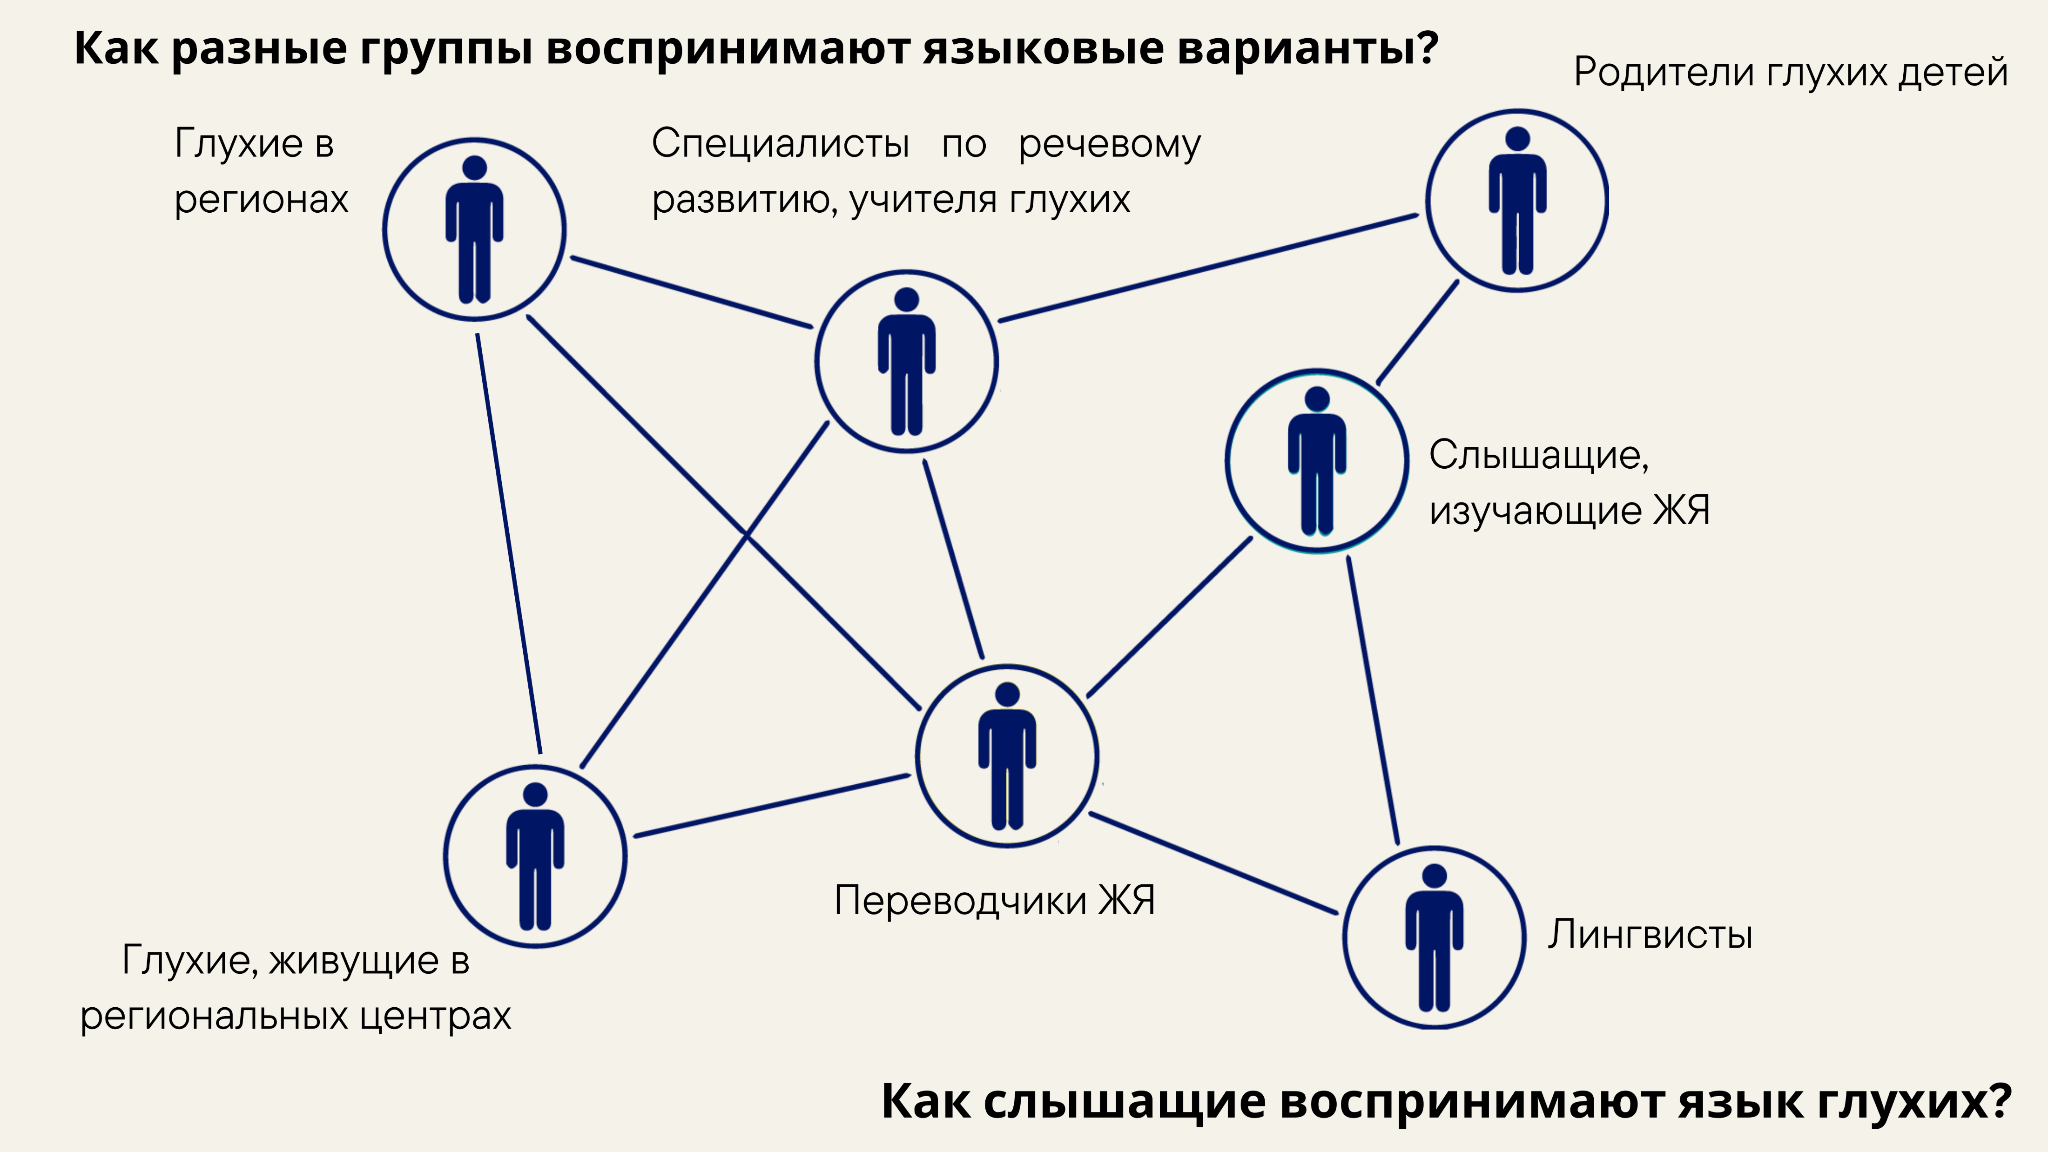 Как разные группы воспринимают языковые варианты?
Родители глухих детей
Глухие в
регионах
Специалисты по речевому
развитию, учителя глухих
Слышащие,
изучающие ЖЯ
Переводчики ЖЯ
Лингвисты
Глухие, живущие в
региональных центрах
Как слышащие воспринимают язык глухих?